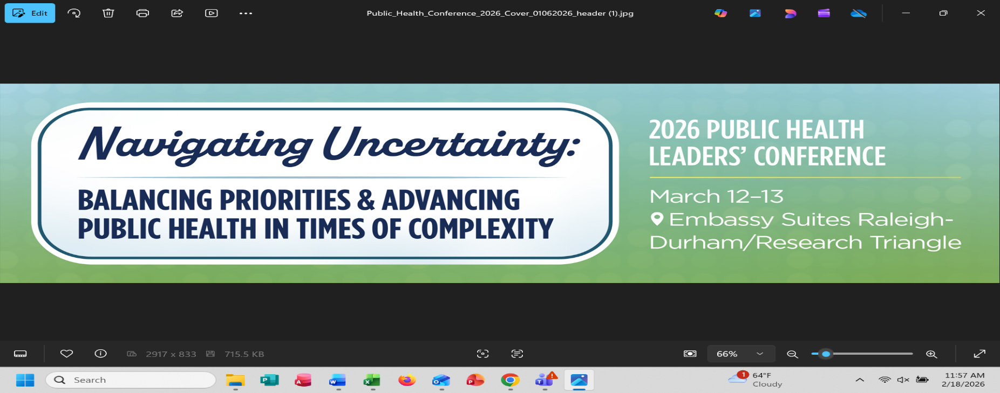 Edit
Public_Health_Conference_2026_Cover_01062026_header (1).jpg
Navigating Uncertainty:
BALANCING PRIORITIES & ADVANCING
PUBLIC HEALTH IN TIMES OF COMPLEXITY
2026 PUBLIC HEALTH
LEADERS’ CONFERENCE
March 12–13
Embassy Suites Raleigh-
Durham/Research Triangle
2917 x 833
715.5 KB
66%
Search
1
64°F
Cloudy
11:57 AM
2/18/2026